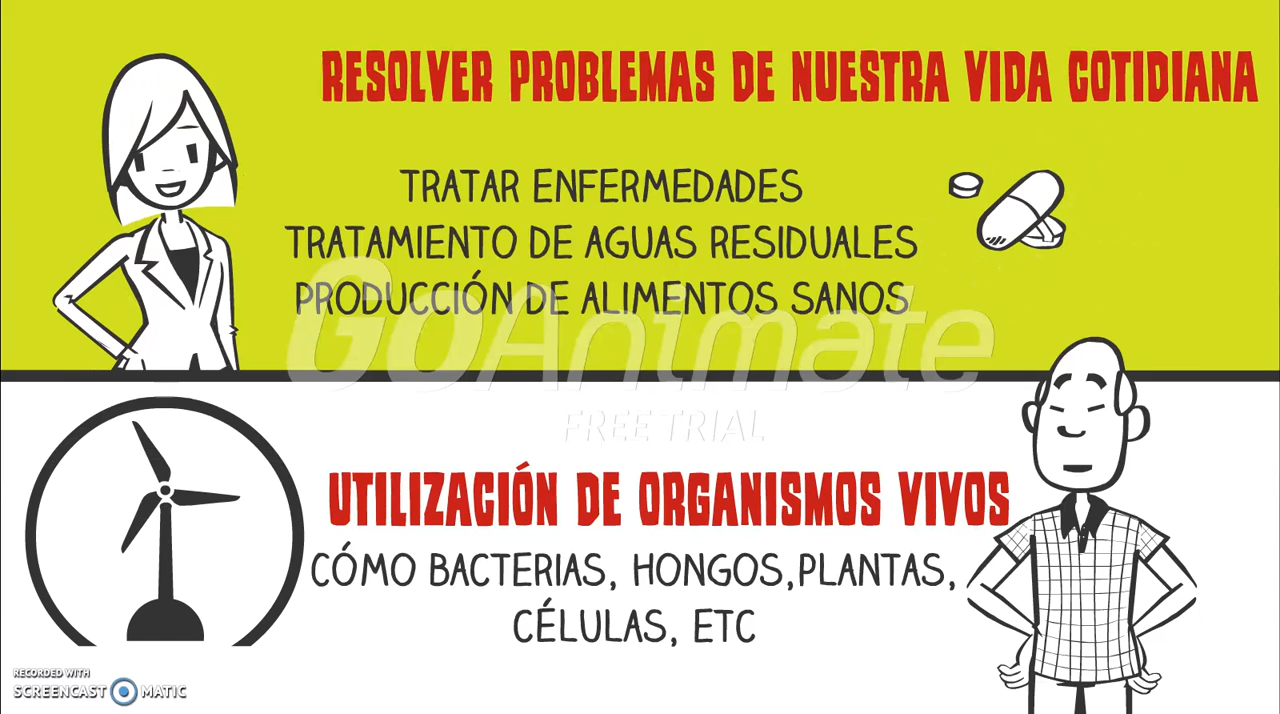 RESOLVER PROBLEMAS DE NUESTRA VIDA COTIDIANA
TRATAR ENFERMEDADES
TRATAMIENTO DE AGUAS RESIDUALES
PRODUCCIÓN DE ALIMENTOS SANOS
GoAnimate
FREE TRIAL
UTILIZACIÓN DE ORGANISMOS VIVOS
CÓMO BACTERIAS, HONGOS,PLANTAS,
CÉLULAS, ETC
RECORDED WITH
SCREENCAST MATIC